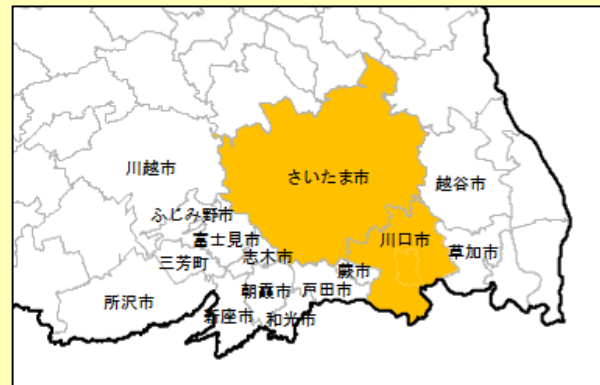 川越市
さいたま市
越谷市
ふじみ野市
富士見市
川口市
三芳町
志木市
草加市
蕨市
所沢市
朝霞市
戸田市
新座市
和光市